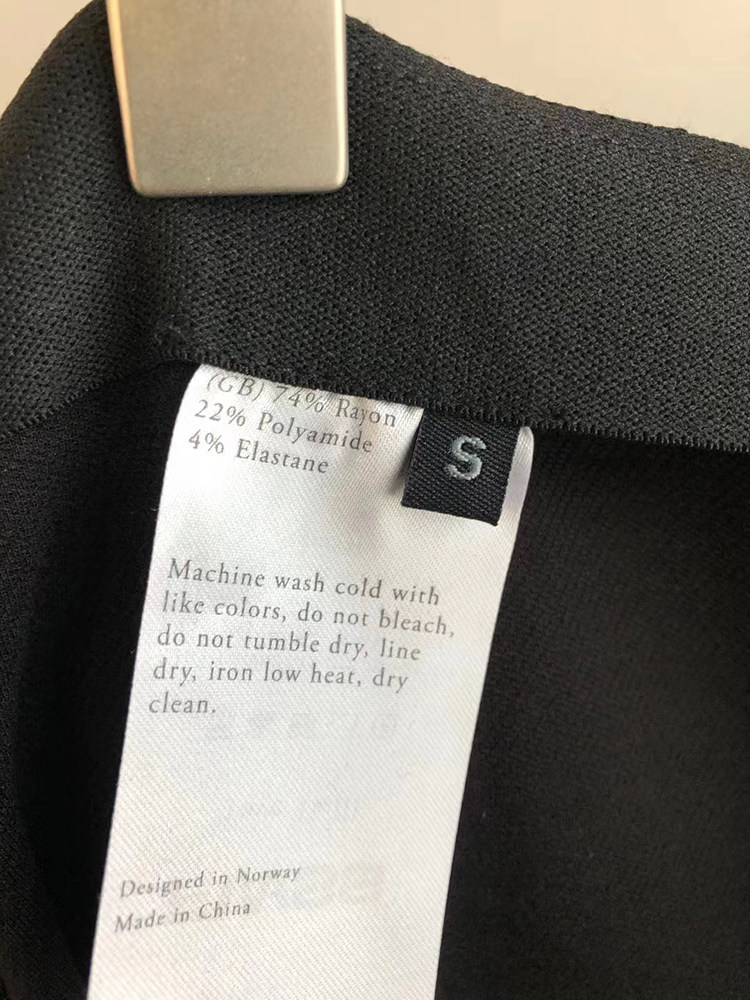 (GB) 74% Rayon
22% Polyamide
4% Elastane
S
Machine wash cold with
like colors, do not bleach,
do not tumble dry, line
dry, iron low heat, dry
clean.
Designed in Norway
Made in China